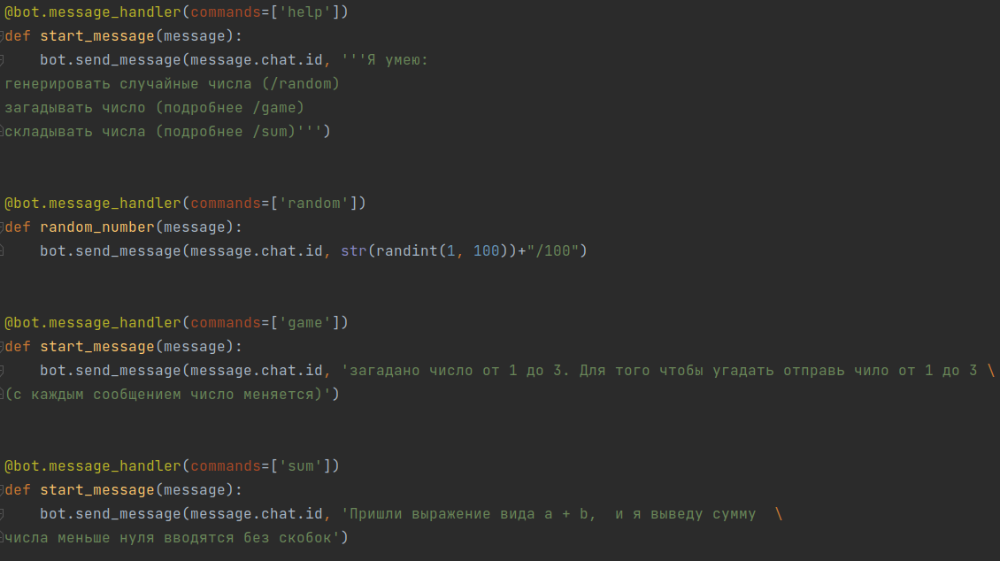 @bot.message_handler(commands=['help'])
def start_message(message):
    bot.send_message(message.chat.id, '''Я умею:
генерировать случайные числа (/random)
загадывать число (подробнее /game)
складывать числа (подробнее /sum)''')
@bot.message_handler(commands=['random'])
def random_number(message):
    bot.send_message(message.chat.id, str(randint(1, 100))+"/100")
@bot.message_handler(commands=['game'])
def start_message(message):
    bot.send_message(message.chat.id, 'загадано число от 1 до 3. Для того чтобы угадать отправь чило от 1 до 3 \
(с каждым сообщением число меняется)')
@bot.message_handler(commands=['sum'])
def start_message(message):
    bot.send_message(message.chat.id, 'Пришли выражение вида a + b,  и я выведу сумму  \
числа меньше нуля вводятся без скобок')